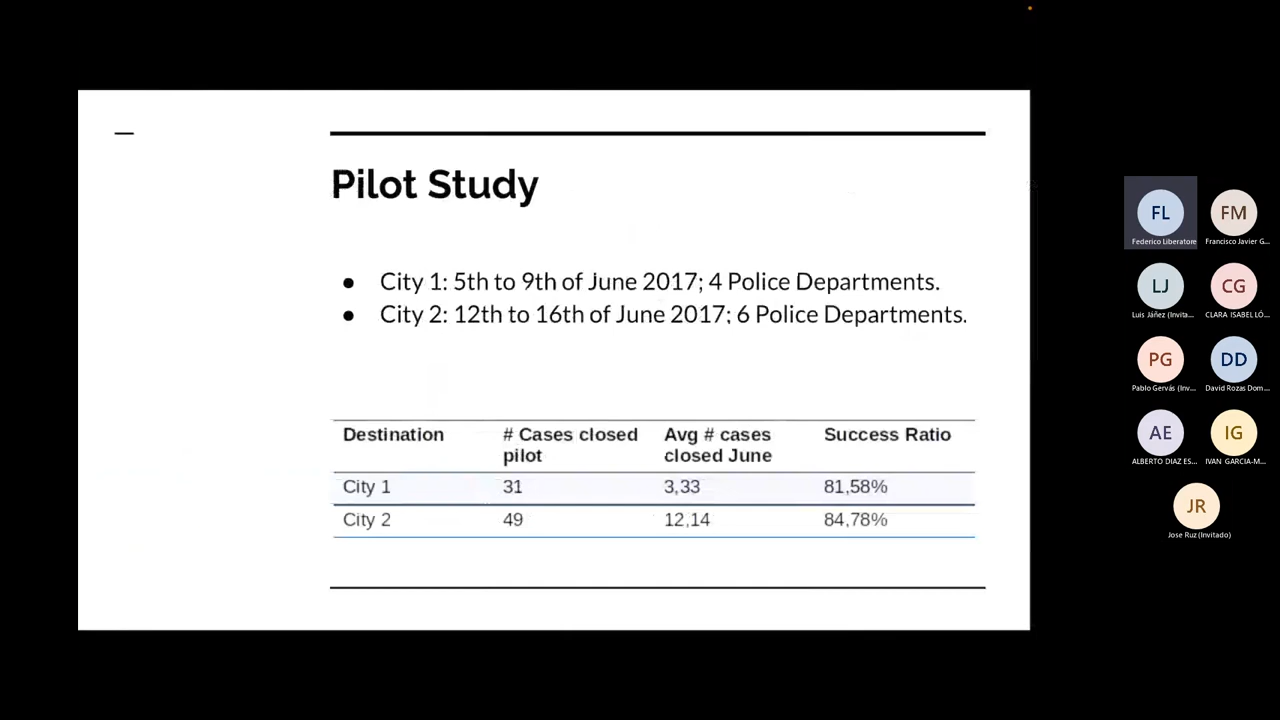 Pilot Study
● City 1: 5th to 9th of June 2017; 4 Police Departments.
● City 2: 12th to 16th of June 2017; 6 Police Departments.
Destination # Cases closed pilot Avg # cases closed June Success Ratio
City 1 31 3,33 81,58%
City 2 49 12,14 84,78%
FL FM
Federico Liberatore Francisco Javier G...
LJ CG
Luis Jáñez (Invita... CLARA ISABEL LÓ...
PG DD
Pablo Gervás (Inv... David Rozas Dom...
AE IG
ALBERTO DIAZ ES... IVAN GARCIA-M...
JR
Jose Ruz (Invitado)